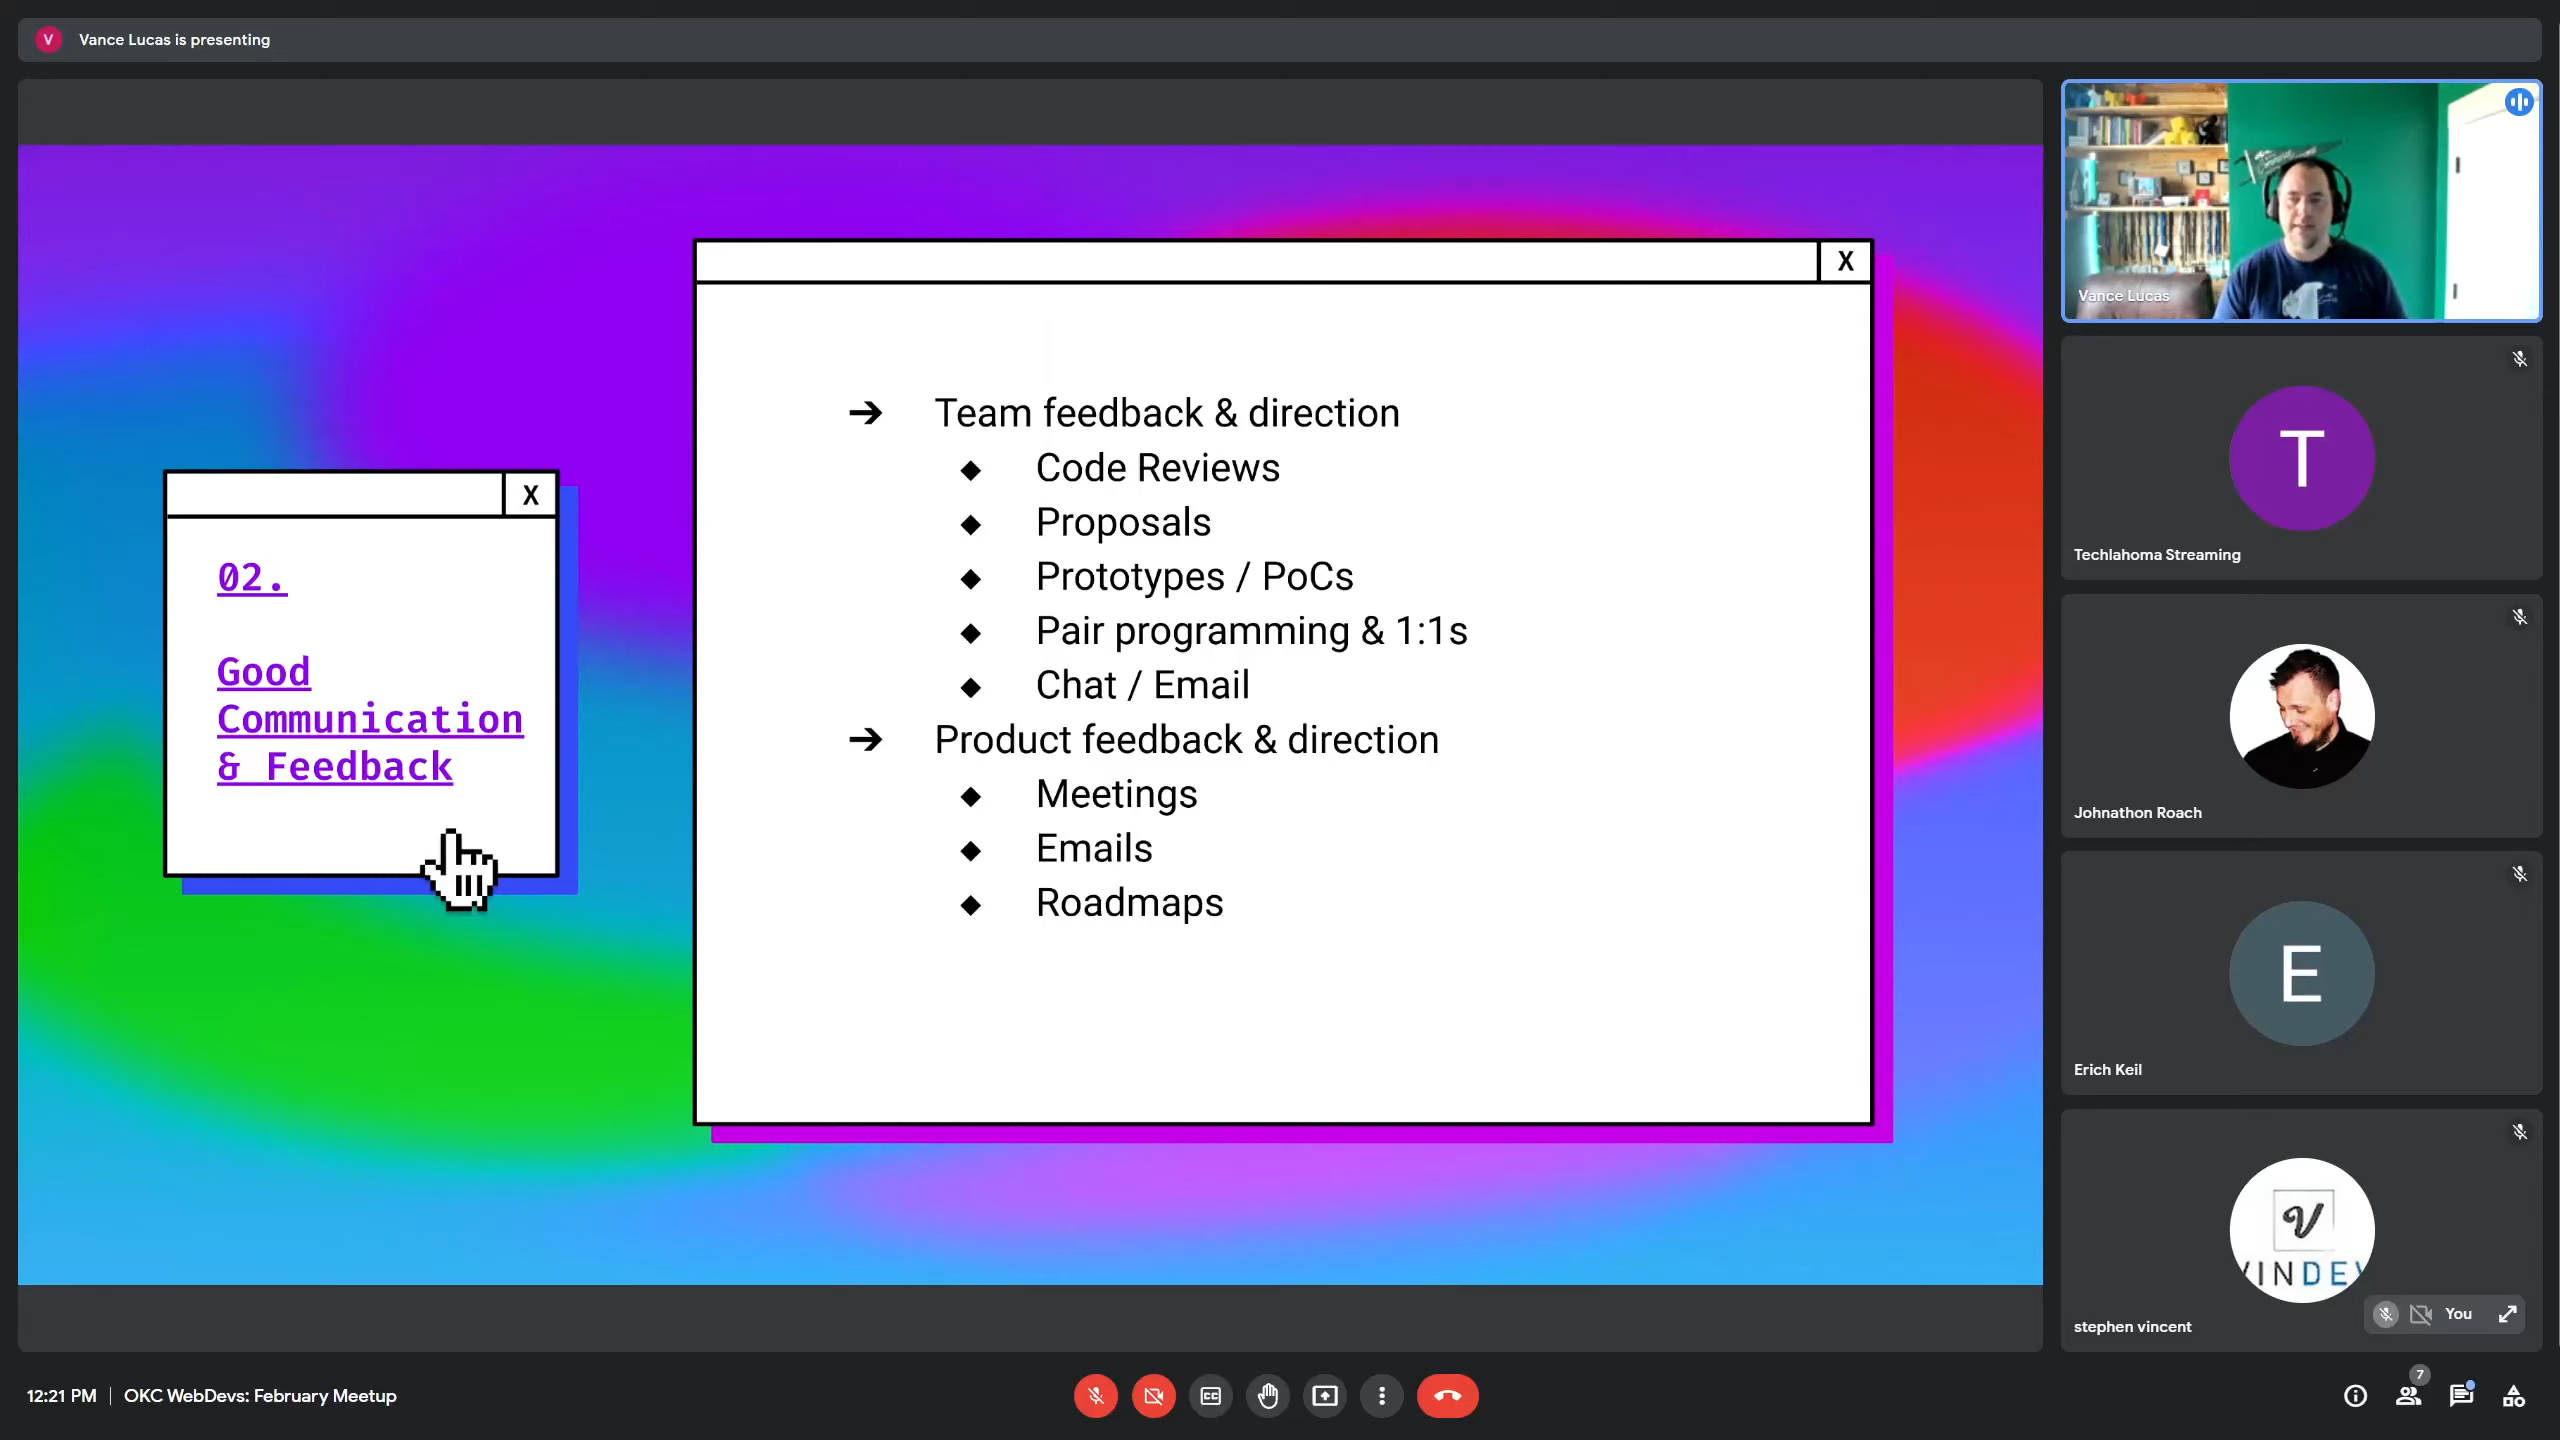 V
Vance Lucas is presenting
X
02.
Good
Communication
& Feedback
X
➔ Team feedback & direction
◆ Code Reviews
◆ Proposals
◆ Prototypes / PoCs
◆ Pair programming & 1:1s
◆ Chat / Email
➔ Product feedback & direction
◆ Meetings
◆ Emails
◆ Roadmaps
Vance Lucas
T
Techlahoma Streaming
Johnathon Roach
E
Erich Keil
V
VINDEV
stephen vincent
You
12:21 PM | OKC WebDevs: February Meetup
CC
7